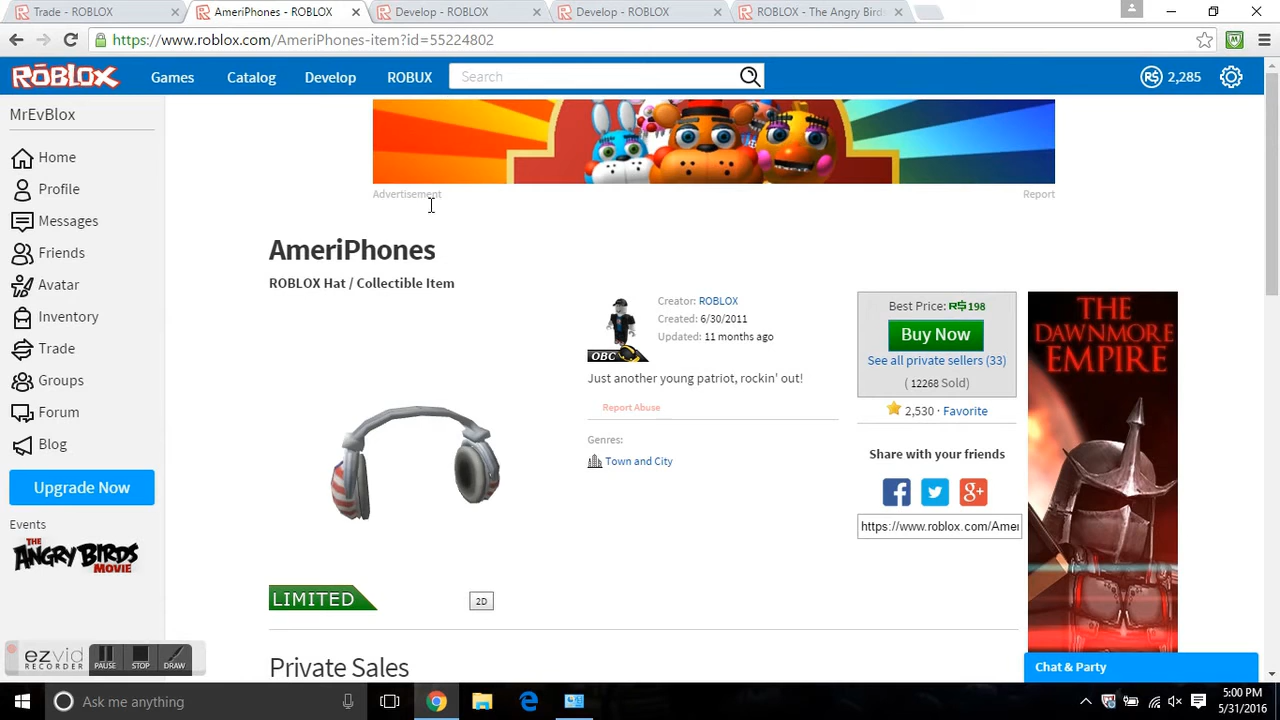 Trade - ROBLOX
AmeriPhones - ROBLOX
Develop - ROBLOX
Develop - ROBLOX
ROBLOX - The Angry Bird
https://www.roblox.com/AmeriPhones-item?id=55224802
ROBLOX
Games
Catalog
Develop
ROBUX
Search
R$ 2,285
MrEvBlox
Home
Profile
Messages
Friends
Avatar
Inventory
Trade
Groups
Forum
Blog
Upgrade Now
Events
THE
ANGRY BIRDS
MOVIE
Advertisement
Report
AmeriPhones
ROBLOX Hat / Collectible Item
OBC
Creator: ROBLOX
Created: 6/30/2011
Updated: 11 months ago
Just another young patriot, rockin' out!
Report Abuse
Genres:
Town and City
Best Price: R$ 198
Buy Now
See all private sellers (33)
( 12268 Sold)
2,530 · Favorite
Share with your friends
https://www.roblox.com/Amer
THE
DAWNMORE
EMPIRE
LIMITED
2D
Private Sales
Chat & Party
ezvid
RECORDER
PAUSE
STOP
DRAW
Ask me anything
5:00 PM
5/31/2016